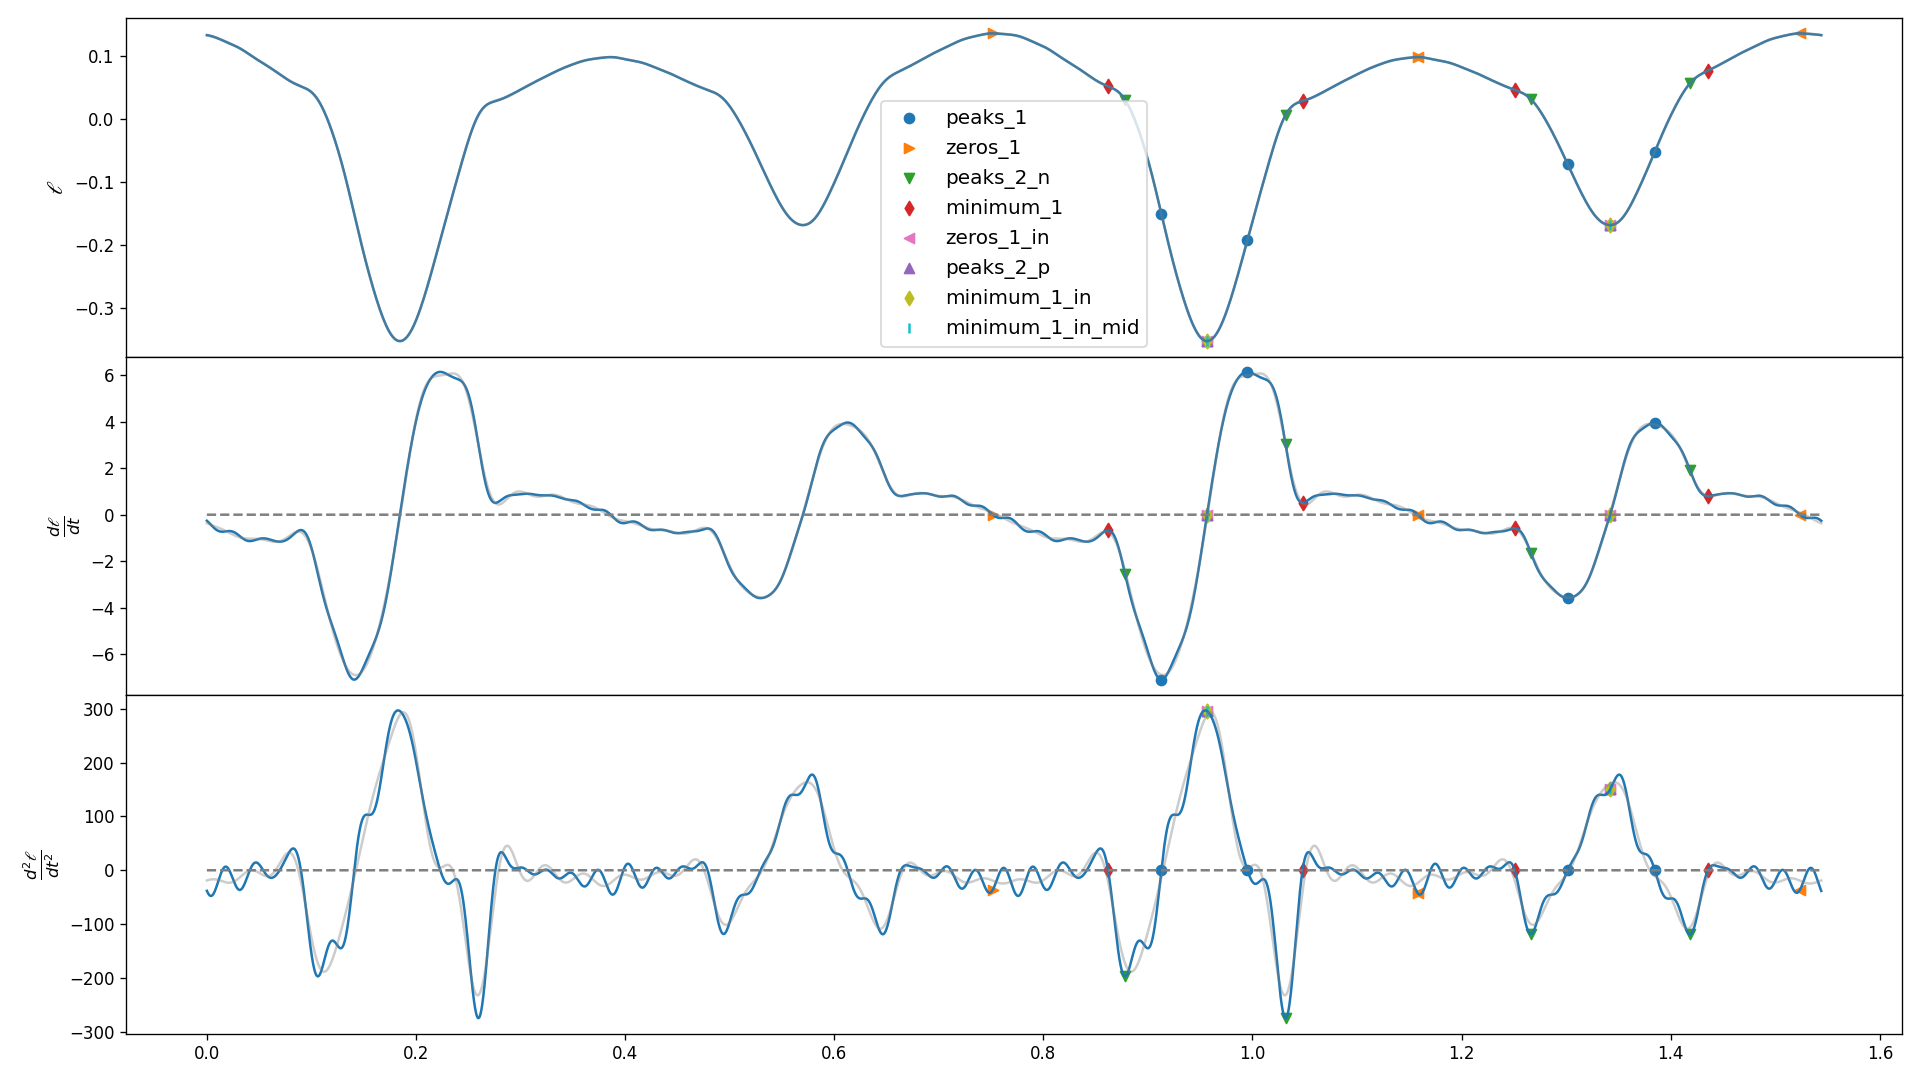 0.1
0.0
−0.1
−0.2
−0.3
ℓ
peaks_1
zeros_1
peaks_2_n
minimum_1
zeros_1_in
peaks_2_p
minimum_1_in
minimum_1_in_mid
6
4
2
0
−2
−4
−6
dℓ
dt
300
200
100
0
−100
−200
−300
d²ℓ
dt²
0.0 0.2 0.4 0.6 0.8 1.0 1.2 1.4 1.6